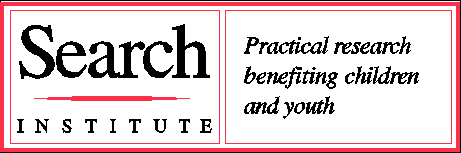 Search
INSTITUTE
Practical research
benefiting children
and youth